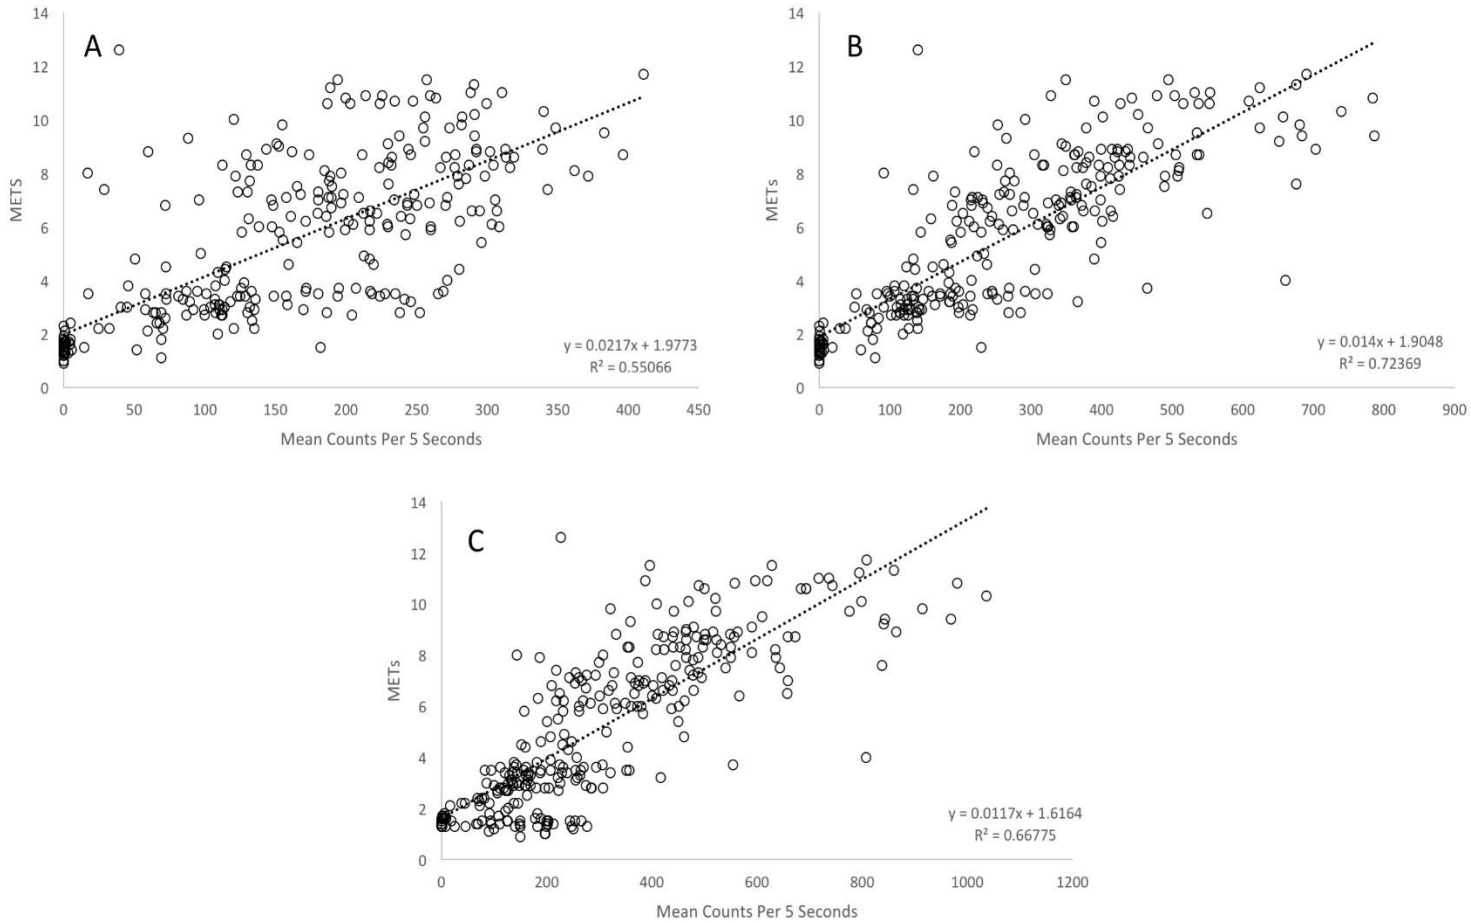 A
METS
14
12
10
8
6
4
2
0
y = 0.0217x + 1.9773
R² = 0.55066
0 50 100 150 200 250 300 350 400 450
Mean Counts Per 5 Seconds
B
METs
14
12
10
8
6
4
2
0
y = 0.014x + 1.9048
R² = 0.72369
0 100 200 300 400 500 600 700 800 900
Mean Counts Per 5 Seconds
C
METs
14
12
10
8
6
4
2
0
y = 0.0117x + 1.6164
R² = 0.66775
0 200 400 600 800 1000 1200
Mean Counts Per 5 Seconds